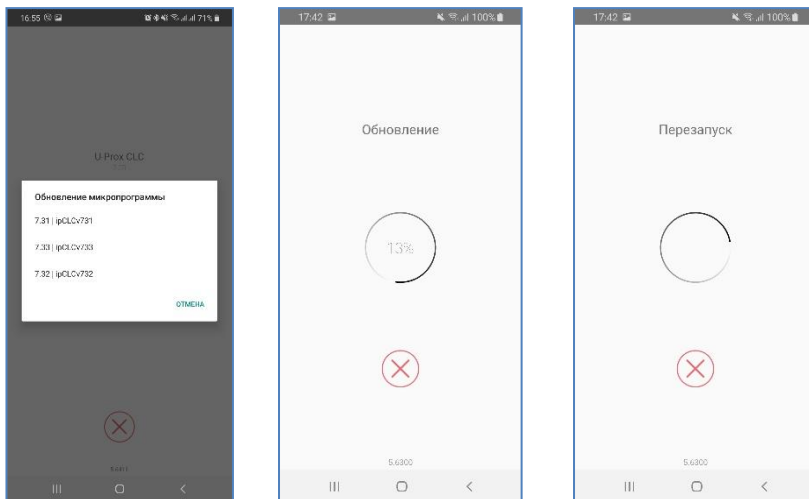 16:55
71%
U-Prox CLC
Обновление микропрограммы
7.31 | ipCLCv731
7.33 | ipCLCv733
7.32 | ipCLCv732
ОТМЕНА
17:42
100%
Обновление
13%
5.6300
17:42
100%
Перезапуск
5.6300